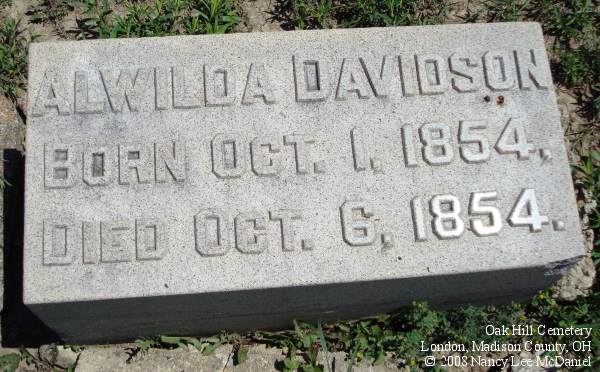 ALWILDA DAVIDSON
BORN OCT. 1, 1854,
DIED OCT. 6, 1854.
Oak Hill Cemetery
London, Madison County, OH
© 2008 Nancy Lee McDaniel